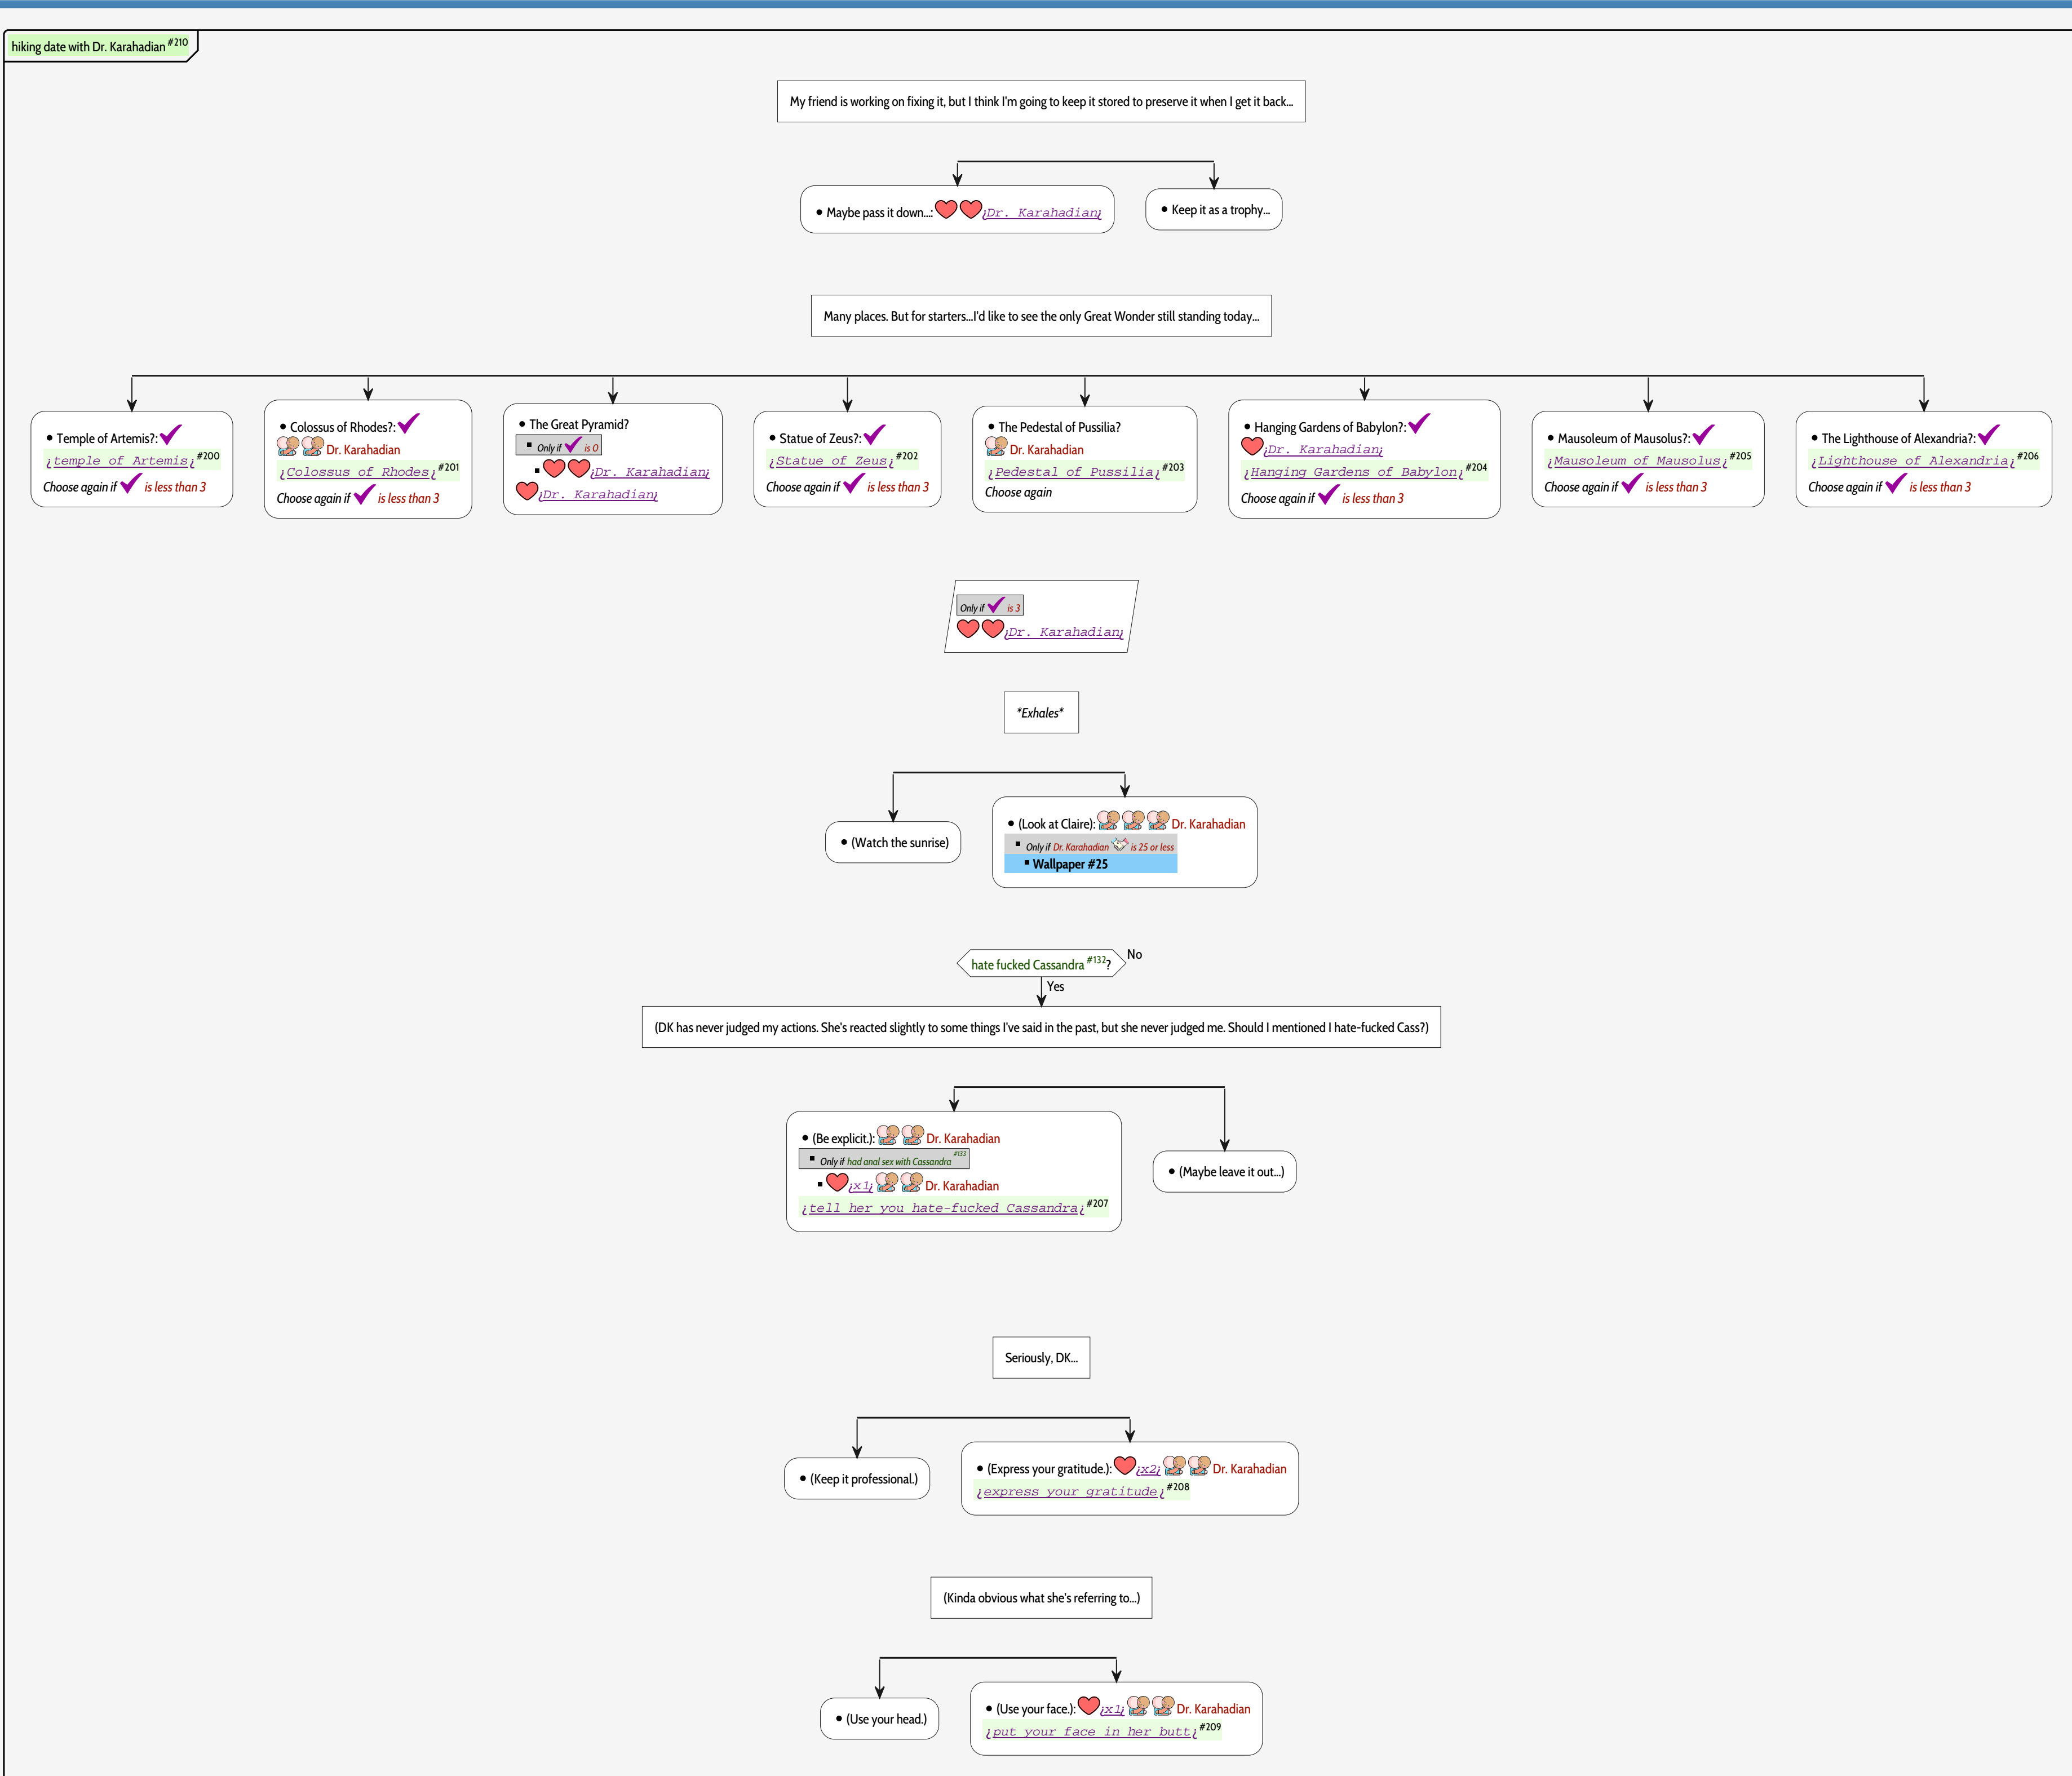 hiking date with Dr. Karahadian #210
My friend is working on fixing it, but I think I'm going to keep it stored to preserve it when I get it back...
• Maybe pass it down...: ¿Dr. Karahadian¿
• Keep it as a trophy...
Many places. But for starters...I'd like to see the only Great Wonder still standing today...
• Temple of Artemis?:
¿temple of Artemis¿ #200
Choose again if is less than 3
• Colossus of Rhodes?:
Dr. Karahadian
¿Colossus of Rhodes¿ #201
Choose again if is less than 3
• The Great Pyramid?
▪ Only if is 0
▪ ¿Dr. Karahadian¿
¿Dr. Karahadian¿
• Statue of Zeus?:
¿Statue of Zeus¿ #202
Choose again if is less than 3
• The Pedestal of Pussilia?
Dr. Karahadian
¿Pedestal of Pussilia¿ #203
Choose again
• Hanging Gardens of Babylon?:
¿Dr. Karahadian¿
¿Hanging Gardens of Babylon¿ #204
Choose again if is less than 3
• Mausoleum of Mausolus?:
¿Mausoleum of Mausolus¿ #205
Choose again if is less than 3
• The Lighthouse of Alexandria?:
¿Lighthouse of Alexandria¿ #206
Choose again if is less than 3
Only if is 3
¿Dr. Karahadian¿
*Exhales*
• (Watch the sunrise)
• (Look at Claire): Dr. Karahadian
▪ Only if Dr. Karahadian is 25 or less
▪ Wallpaper #25
hate fucked Cassandra #132?
No
Yes
(DK has never judged my actions. She's reacted slightly to some things I've said in the past, but she never judged me. Should I mentioned I hate-fucked Cass?)
• (Be explicit.): Dr. Karahadian
▪ Only if had anal sex with Cassandra #133
▪ ¿x1¿ Dr. Karahadian
¿tell her you hate-fucked Cassandra¿ #207
• (Maybe leave it out...)
Seriously, DK...
• (Keep it professional.)
• (Express your gratitude.): ¿x2¿ Dr. Karahadian
¿express your gratitude¿ #208
(Kinda obvious what she's referring to...)
• (Use your head.)
• (Use your face.): ¿x1¿ Dr. Karahadian
¿put your face in her butt¿ #209